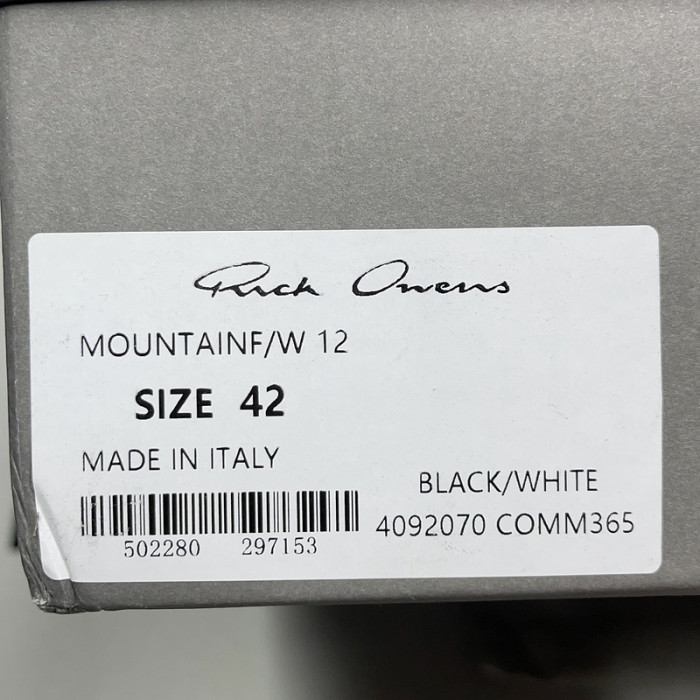 Rick Owens
MOUNTAINF/W 12
SIZE 42
MADE IN ITALY
BLACK/WHITE
4092070 COMM365
502280 297153